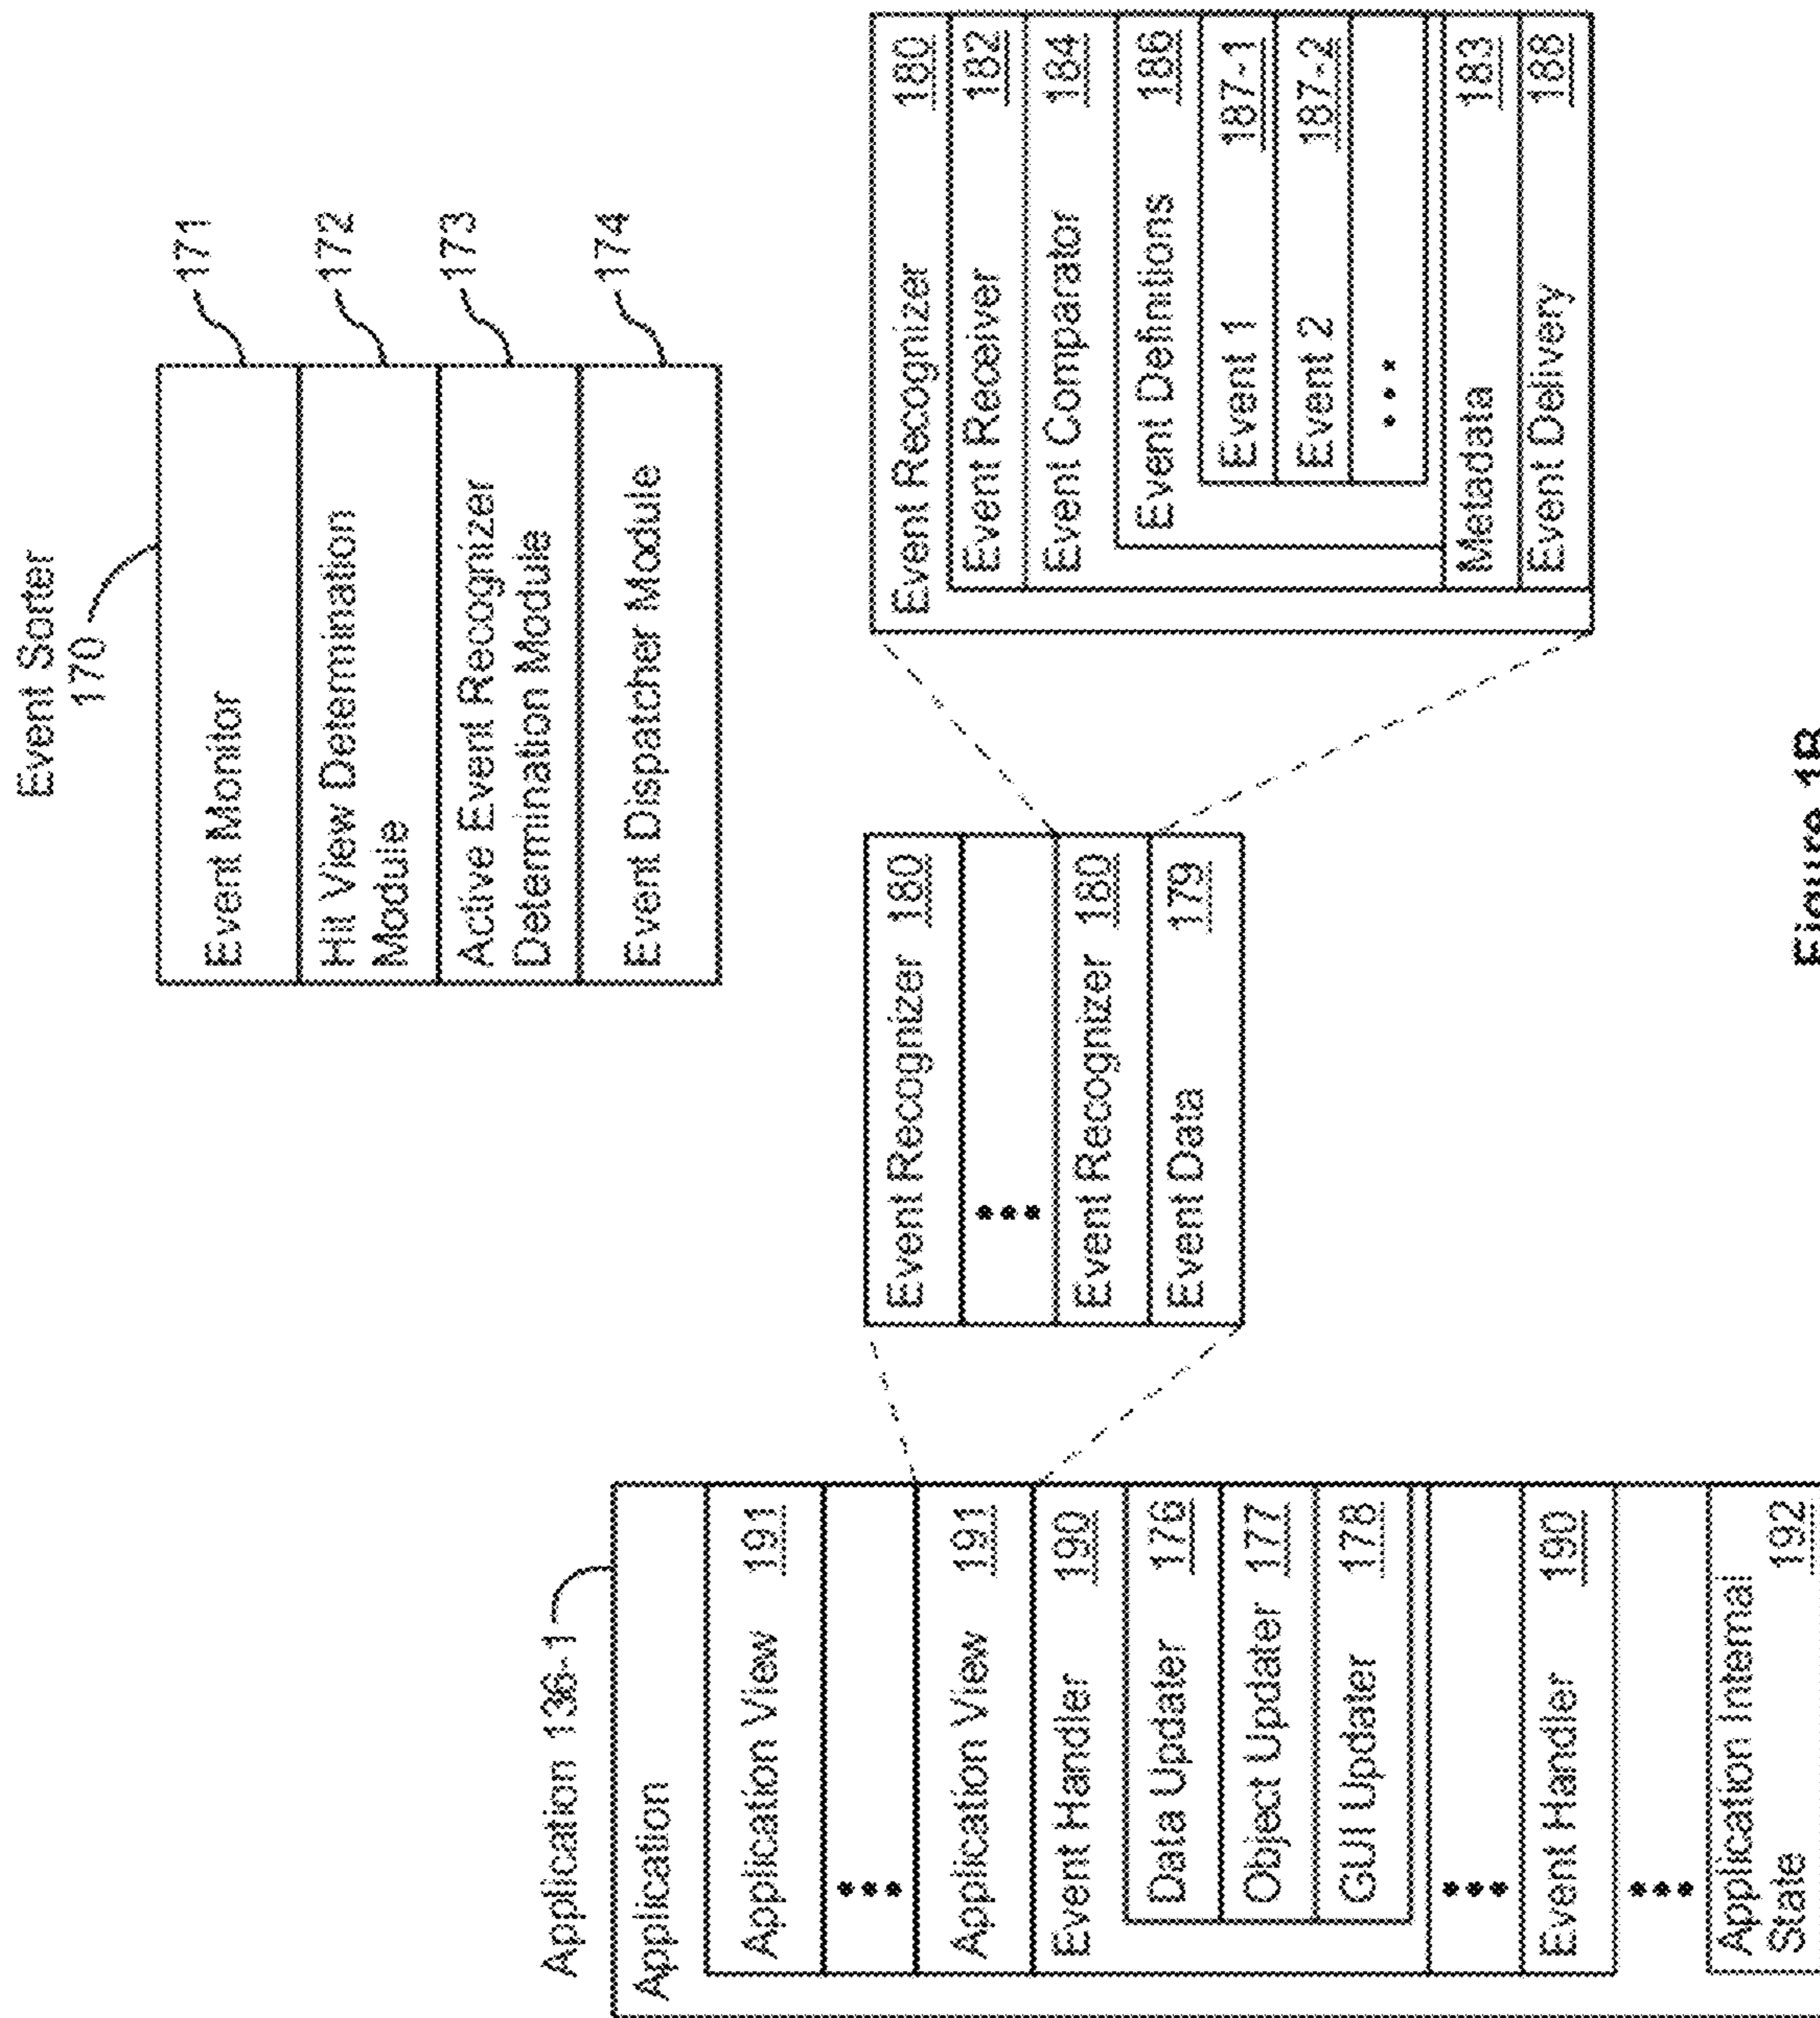 Event Sorter
170
Event Monitor
171
Hit View Determination
Module
172
Active Event Recognizer
Determination Module
173
Event Dispatcher Module
174
Application 136-1
Application
Application View 191
•••
Application View 191
Event Handler 190
Data Updater 176
Object Updater 177
GUI Updater 178
•••
Event Handler 190
•••
Application Internal
State 192
Event Recognizer 180
•••
Event Recognizer 180
Event Data 179
Event Recognizer 180
Event Receiver 182
Event Comparator 184
Event Definitions 186
Event 1 187-1
Event 2 187-2
•••
Metadata 183
Event Delivery 188
Figure 1B